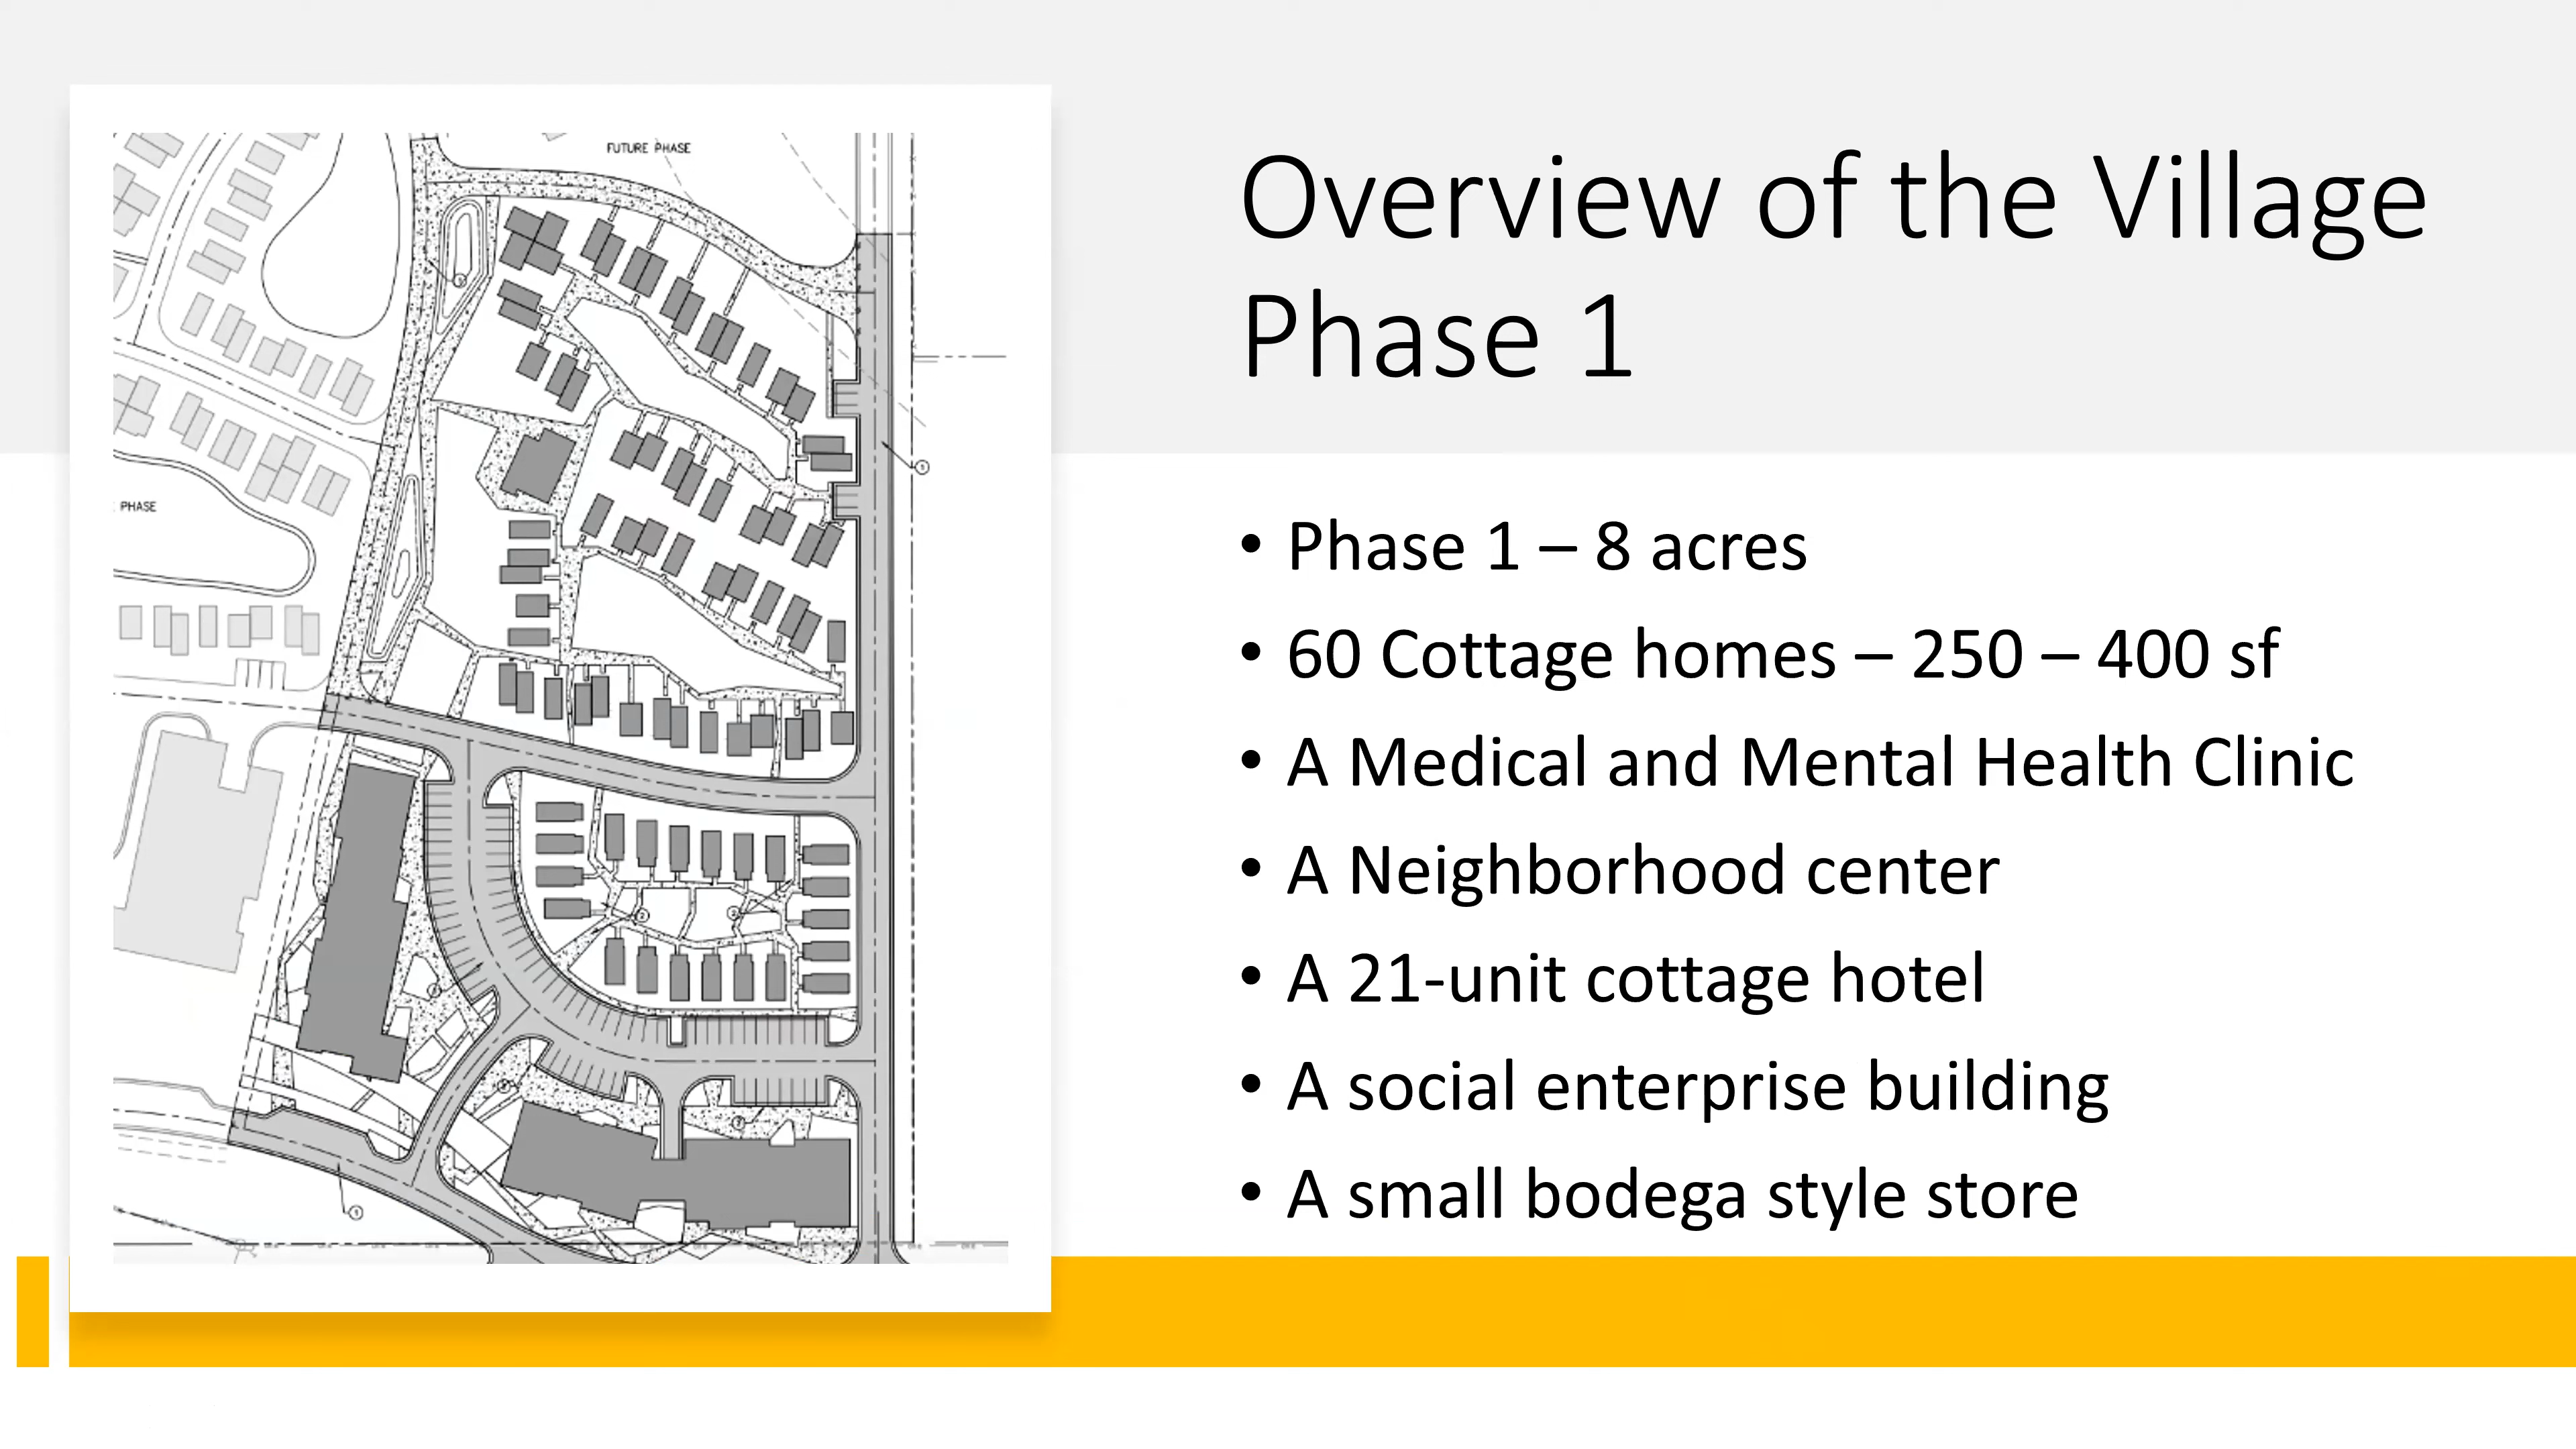 FUTURE PHASE
PHASE
Overview of the Village
Phase 1
• Phase 1 – 8 acres
• 60 Cottage homes – 250 – 400 sf
• A Medical and Mental Health Clinic
• A Neighborhood center
• A 21-unit cottage hotel
• A social enterprise building
• A small bodega style store